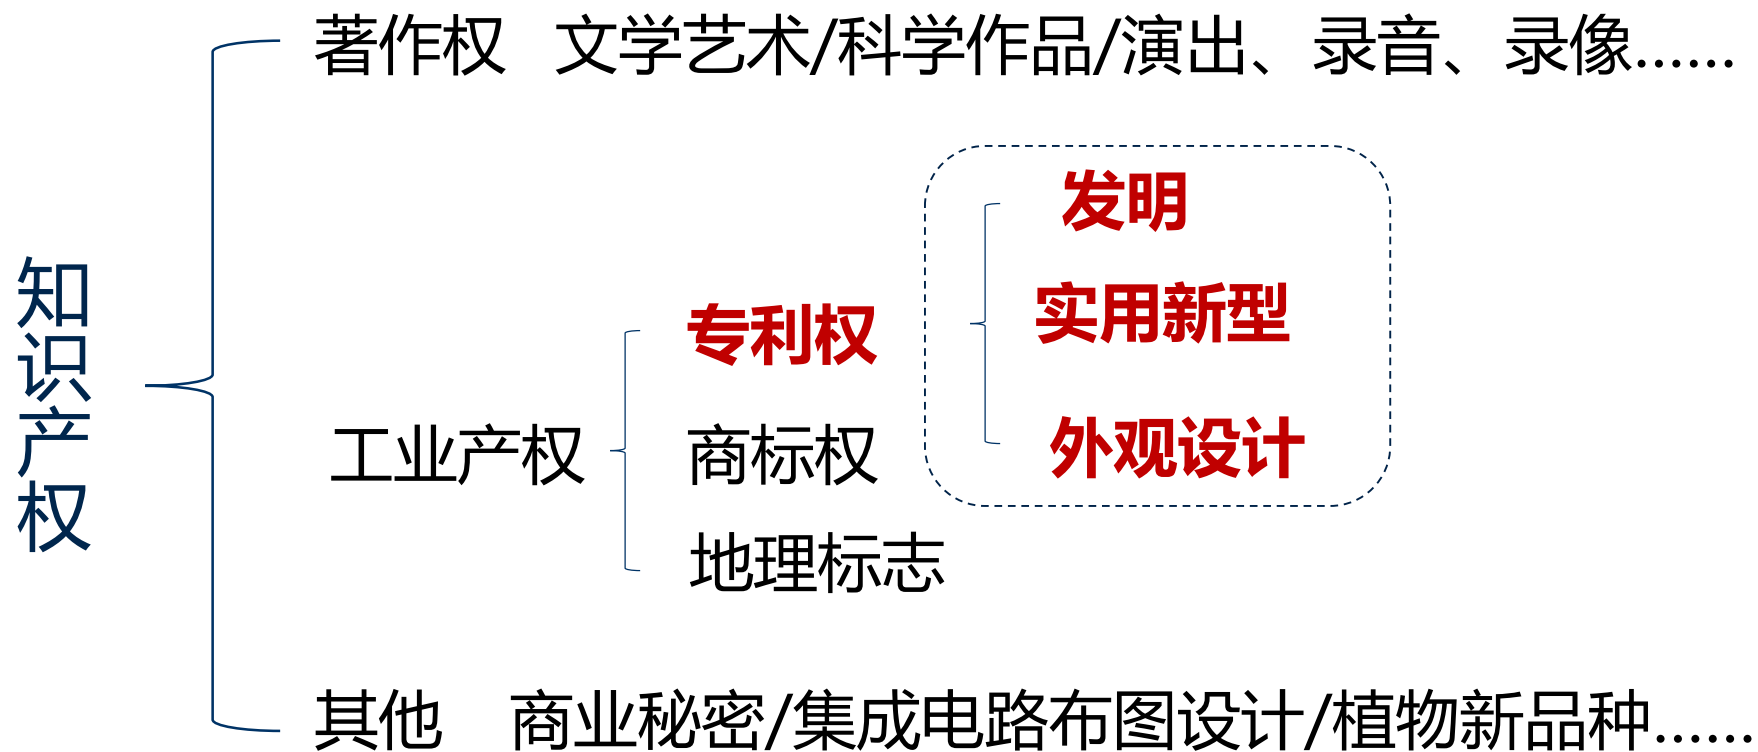 知识产权
著作权 文学艺术/科学作品/演出、录音、录像……
工业产权
专利权
发明
实用新型
外观设计
商标权
地理标志
其他 商业秘密/集成电路布图设计/植物新品种……